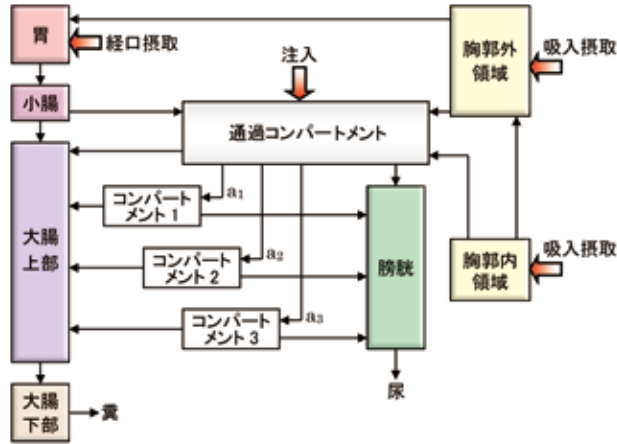 胃
経口摂取
注入
胸郭外
領域
吸入摂取
小腸
通過コンパートメント
大腸
上部
コンパート
メント 1
a1
コンパート
メント 2
a2
コンパート
メント 3
a3
膀胱
胸郭内
領域
吸入摂取
尿
大腸
下部
糞